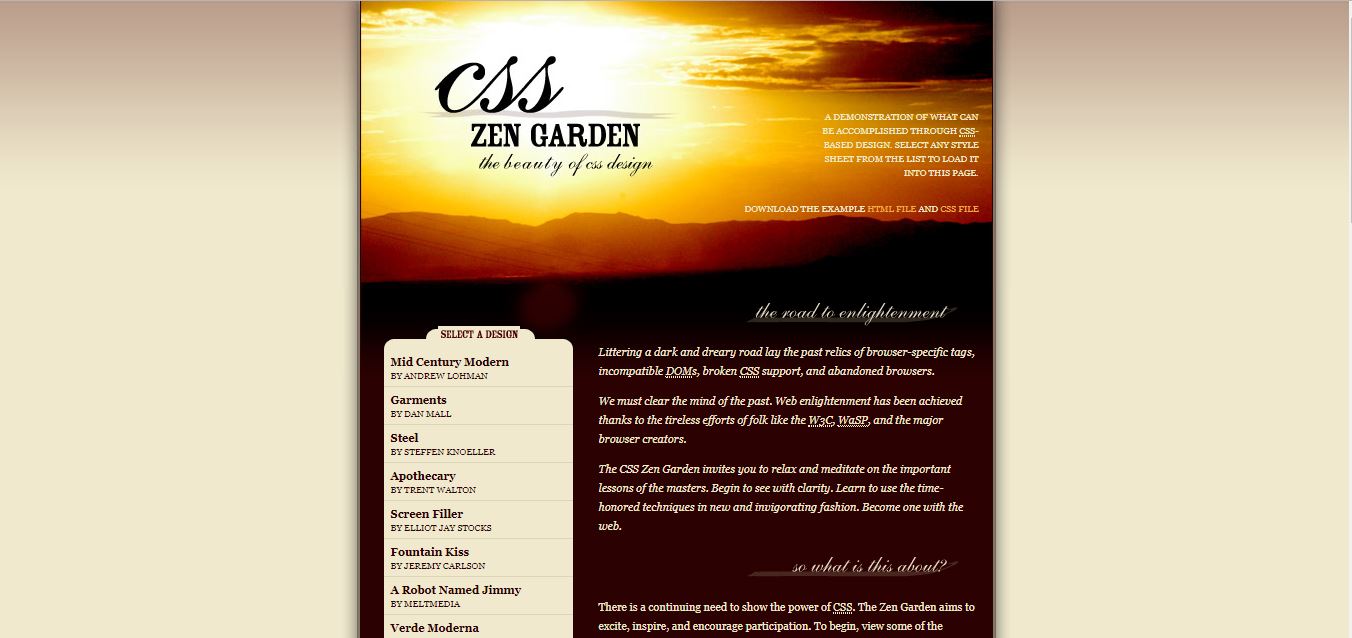 css
ZEN GARDEN
the beauty of css design
A DEMONSTRATION OF WHAT CAN
BE ACCOMPLISHED THROUGH CSS-
BASED DESIGN. SELECT ANY STYLE
SHEET FROM THE LIST TO LOAD IT
INTO THIS PAGE.
DOWNLOAD THE EXAMPLE HTML FILE AND CSS FILE
the road to enlightenment
Littering a dark and dreary road lay the past relics of browser-specific tags,
incompatible DOMs, broken CSS support, and abandoned browsers.
We must clear the mind of the past. Web enlightenment has been achieved
thanks to the tireless efforts of folk like the W3C, WaSP, and the major
browser creators.
The CSS Zen Garden invites you to relax and meditate on the important
lessons of the masters. Begin to see with clarity. Learn to use the time-
honored techniques in new and invigorating fashion. Become one with the
web.
so what is this about?
There is a continuing need to show the power of CSS. The Zen Garden aims to
excite, inspire, and encourage participation. To begin, view some of the
SELECT A DESIGN
Mid Century Modern
BY ANDREW LOHMAN
Garments
BY DAN MALL
Steel
BY STEFFEN KNOELLER
Apothecary
BY TRENT WALTON
Screen Filler
BY ELLIOT JAY STOCKS
Fountain Kiss
BY JEREMY CARLSON
A Robot Named Jimmy
BY MELTMEDIA
Verde Moderna